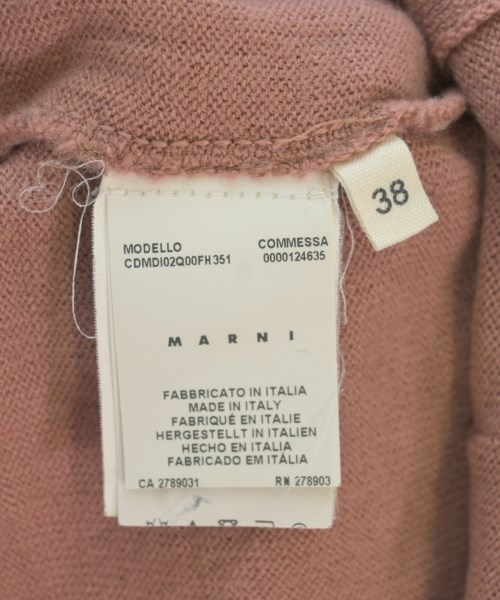 38
MODELLO COMMESSA
CDMDI02Q00FH351 0000124635
MARNI
FABBRICATO IN ITALIA
MADE IN ITALY
FABRIQUÉ EN ITALIE
HERGESTELLT IN ITALIEN
HECHO EN ITALIA
FABRICADO EM ITÁLIA
CA 2789031 RN 278903